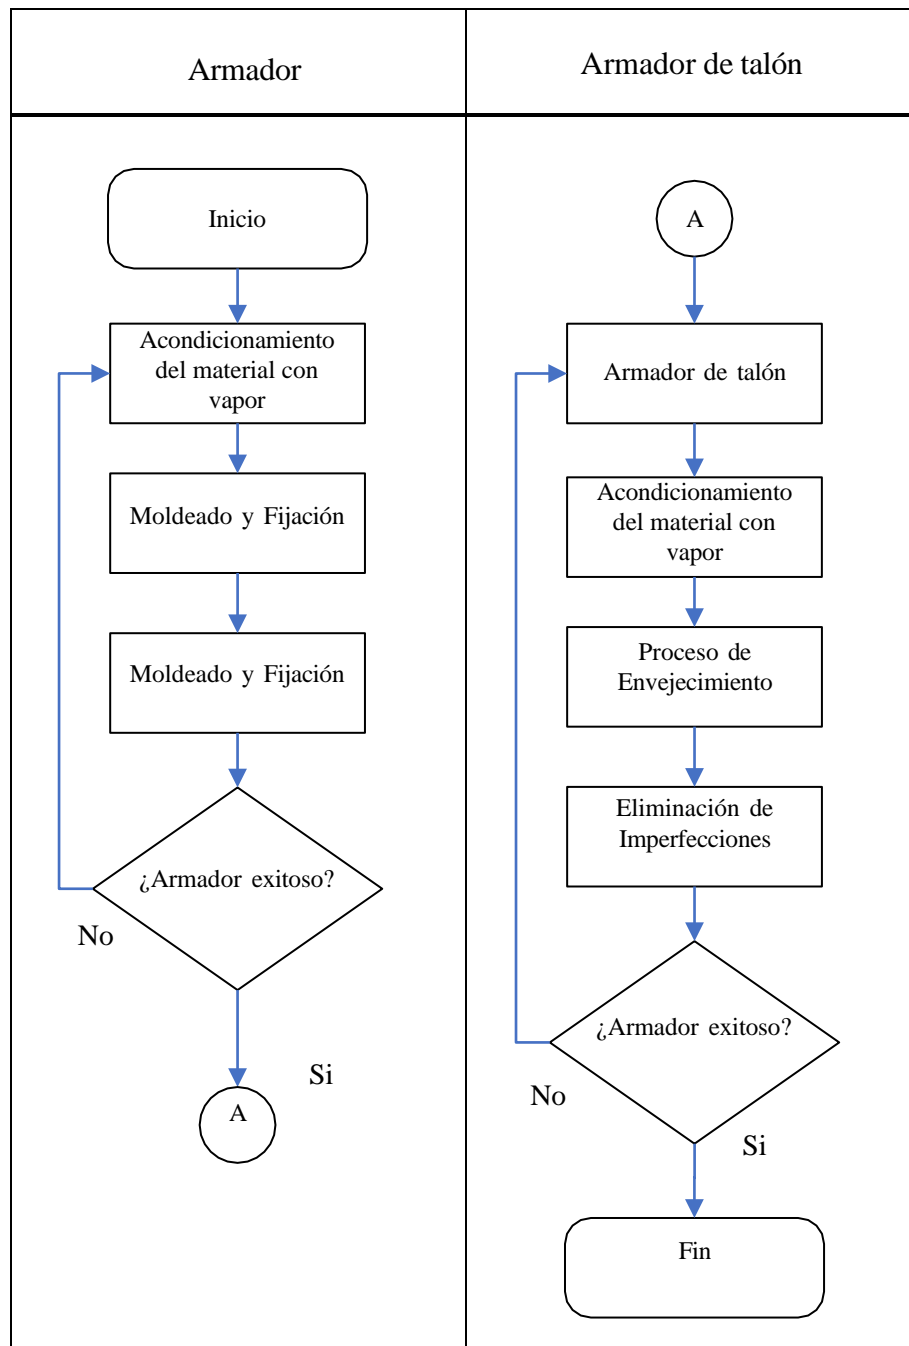 Armador
Armador de talón
Inicio
Acondicionamiento
del material con
vapor
Moldeado y Fijación
Moldeado y Fijación
¿Armador exitoso?
No
Si
A
A
Armador de talón
Acondicionamiento
del material con
vapor
Proceso de
Envejecimiento
Eliminación de
Imperfecciones
¿Armador exitoso?
No
Si
Fin